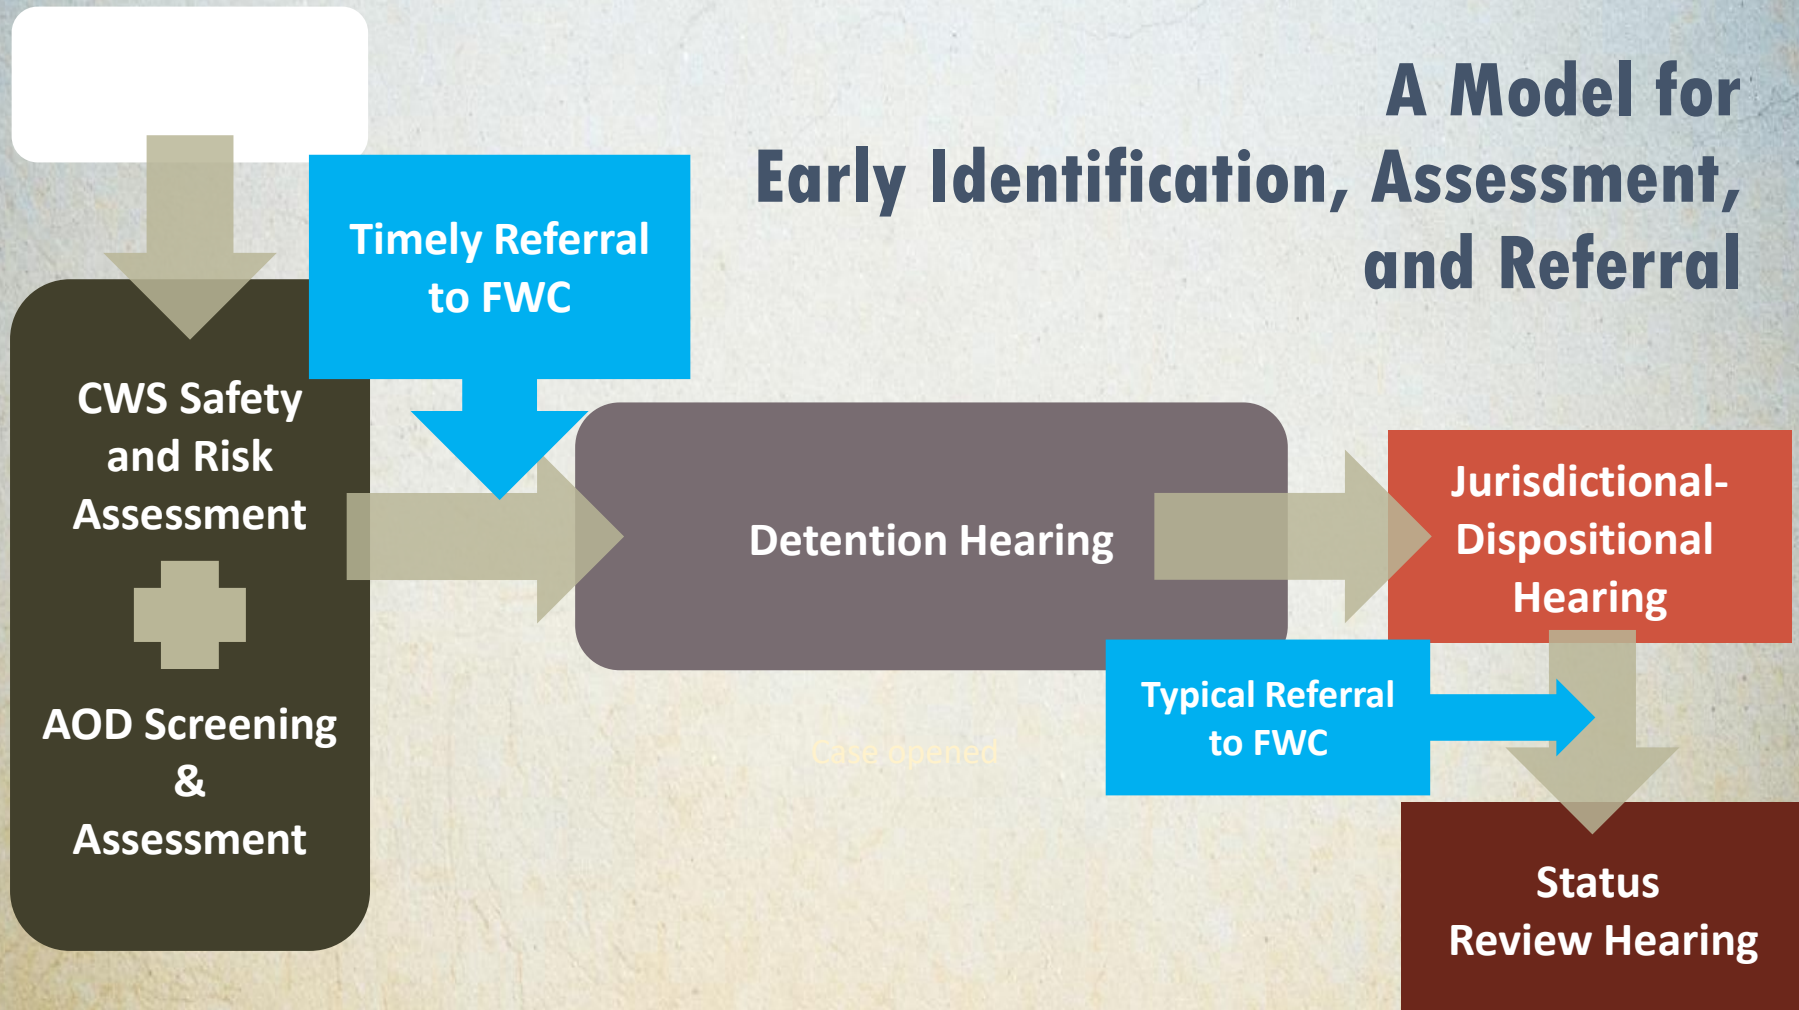 A Model for
Early Identification, Assessment,
and Referral
Timely Referral
to FWC
CWS Safety
and Risk
Assessment
AOD Screening
&
Assessment
Detention Hearing
Jurisdictional-
Dispositional
Hearing
Typical Referral
to FWC
Case opened
Status
Review Hearing